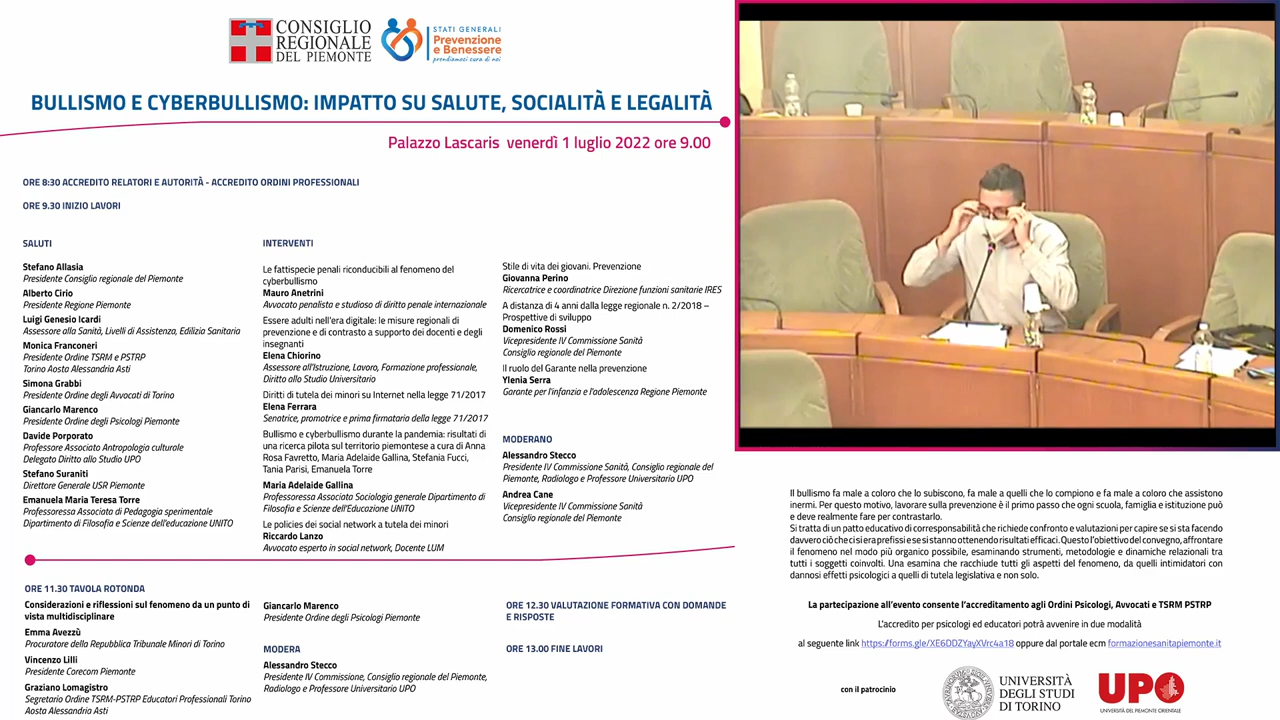 CONSIGLIO
REGIONALE
DEL PIEMONTE
STATI GENERALI
Prevenzione
e Benessere
prendiamoci cura di noi
BULLISMO E CYBERBULLISMO: IMPATTO SU SALUTE, SOCIALITÀ E LEGALITÀ
Palazzo Lascaris venerdì 1 luglio 2022 ore 9.00
ORE 8:30 ACCREDITO RELATORI E AUTORITÀ - ACCREDITO ORDINI PROFESSIONALI
ORE 9.30 INIZIO LAVORI
SALUTI
Stefano Allasia
Presidente Consiglio regionale del Piemonte
Alberto Cirio
Presidente Regione Piemonte
Luigi Genesio Icardi
Assessore alla Sanità, Livelli di Assistenza, Edilizia Sanitaria
Monica Franconeri
Presidente Ordine TSRM e PSTRP
Torino Aosta Alessandria Asti
Simona Grabbi
Presidente Ordine degli Avvocati di Torino
Giancarlo Marenco
Presidente Ordine degli Psicologi Piemonte
Davide Porporato
Professore Associato Antropologia culturale
Delegato Diritto allo Studio UPO
Stefano Suraniti
Direttore Generale USR Piemonte
Emanuela Maria Teresa Torre
Professoressa Associata di Pedagogia sperimentale
Dipartimento di Filosofia e Scienze dell'educazione UNITO
INTERVENTI
Le fattispecie penali riconducibili al fenomeno del
cyberbullismo
Mauro Anetrini
Avvocato penalista e studioso di diritto penale internazionale
Essere adulti nell'era digitale: le misure regionali di
prevenzione e di contrasto a supporto dei docenti e degli
insegnanti
Elena Chiorino
Assessore all'Istruzione, Lavoro, Formazione professionale,
Diritto allo Studio Universitario
Diritti di tutela dei minori su Internet nella legge 71/2017
Elena Ferrara
Senatrice, promotrice e prima firmataria della legge 71/2017
Bullismo e cyberbullismo durante la pandemia: risultati di
una ricerca pilota sul territorio piemontese a cura di Anna
Rosa Favretto, Maria Adelaide Gallina, Stefania Fucci,
Tania Parisi, Emanuela Torre
Maria Adelaide Gallina
Professoressa Associata Sociologia generale Dipartimento di
Filosofia e Scienze dell'Educazione UNITO
Le policies dei social network a tutela dei minori
Riccardo Lanzo
Avvocato esperto in social network, Docente LUM
Stile di vita dei giovani. Prevenzione
Giovanna Perino
Ricercotrice e coordinatrice Direzione funzioni sanitarie IRES
A distanza di 4 anni dalla legge regionale n. 2/2018 –
Prospettive di sviluppo
Domenico Rossi
Vicepresidente IV Commissione Sanità
Consiglio regionale del Piemonte
Il ruolo del Garante nella prevenzione
Ylenia Serra
Garante per l'infanzia e l'adolescenza Regione Piemonte
MODERANO
Alessandro Stecco
Presidente IV Commissione Sanità, Consiglio regionale del
Piemonte, Radiologo e Professore Universitario UPO
Andrea Cane
Vicepresidente IV Commissione Sanità
Consiglio regionale del Piemonte
ORE 11.30 TAVOLA ROTONDA
Considerazioni e riflessioni sul fenomeno da un punto di
vista multidisciplinare
Emma Avezzù
Procuratore della Repubblica Tribunale Minori di Torino
Vincenzo Lilli
Presidente Corecom Piemonte
Graziano Lomagistro
Segretario Ordine TSRM-PSTRP Educatori Professionali Torino
Aosta Alessandria Asti
Giancarlo Marenco
Presidente Ordine degli Psicologi Piemonte
MODERA
Alessandro Stecco
Presidente IV Commissione, Consiglio regionale del Piemonte,
Radiologo e Professore Universitario UPO
ORE 12.30 VALUTAZIONE FORMATIVA CON DOMANDE
E RISPOSTE
ORE 13.00 FINE LAVORI
Il bullismo fa male a coloro che lo subiscono, fa male a quelli che lo compiono e fa male a coloro che assistono
inermi. Per questo motivo, lavorare sulla prevenzione è il primo passo che ogni scuola, famiglia e istituzione può
e deve realmente fare per contrastarlo.
Si tratta di un patto educativo di corresponsabilità che richiede confronto e valutazioni per capire se si sta facendo
davvero ciò che ci si era prefissi e se si stanno ottenendo risultati efficaci. Questo l'obiettivo del convegno, affrontare
il fenomeno nel modo più organico possibile, esaminando strumenti, metodologie e dinamiche relazionali tra
tutti i soggetti coinvolti. Una esamina che racchiude tutti gli aspetti del fenomeno, da quelli intimidatori con
dannosi effetti psicologici a quelli di tutela legislativa e non solo.
La partecipazione all'evento consente l'accreditamento agli Ordini Psicologi, Avvocati e TSRM PSTRP
L'accredito per psicologi ed educatori potrà avvenire in due modalità
al seguente link https://forms.gle/XE6DDZYayXVrc4a18 oppure dal portale ecm formazionesanitapiemonte.it
con il patrocinio
UNIVERSITÀ
DEGLI STUDI
DI TORINO
UPO
UNIVERSITÀ DEL PIEMONTE ORIENTALE